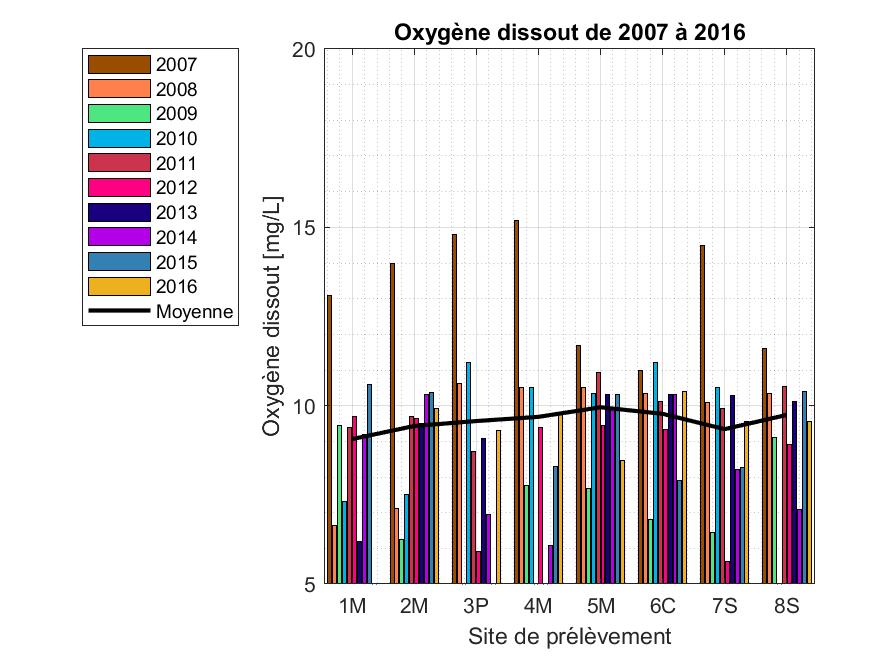 Oxygène dissout de 2007 à 2016
2007
2008
2009
2010
2011
2012
2013
2014
2015
2016
Moyenne
Oxygène dissout [mg/L]
20
15
10
5
1M 2M 3P 4M 5M 6C 7S 8S
Site de prélèvement